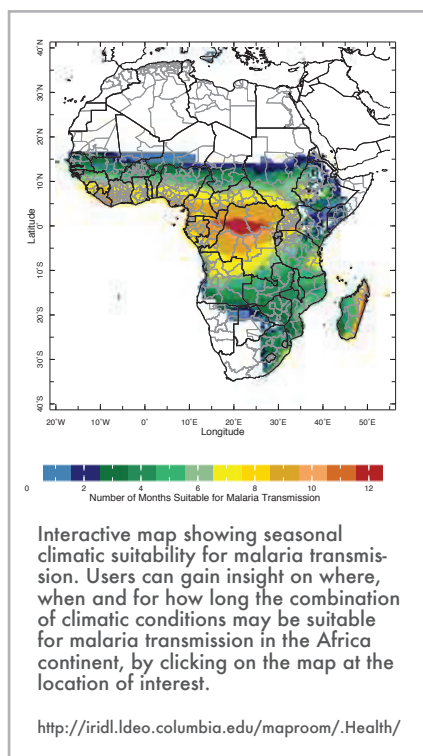 40˚N
30˚N
20˚N
10˚N
0˚
10˚S
20˚S
30˚S
40˚S
Latitude
20˚W 10˚W 0˚ 10˚E 20˚E 30˚E 40˚E 50˚E
Longitude
0 2 4 6 8 10 12
Number of Months Suitable for Malaria Transmission
Interactive map showing seasonal
climatic suitability for malaria transmis-
sion. Users can gain insight on where,
when and for how long the combination
of climatic conditions may be suitable
for malaria transmission in the Africa
continent, by clicking on the map at the
location of interest.
http://iridl.ldeo.columbia.edu/maproom/.Health/